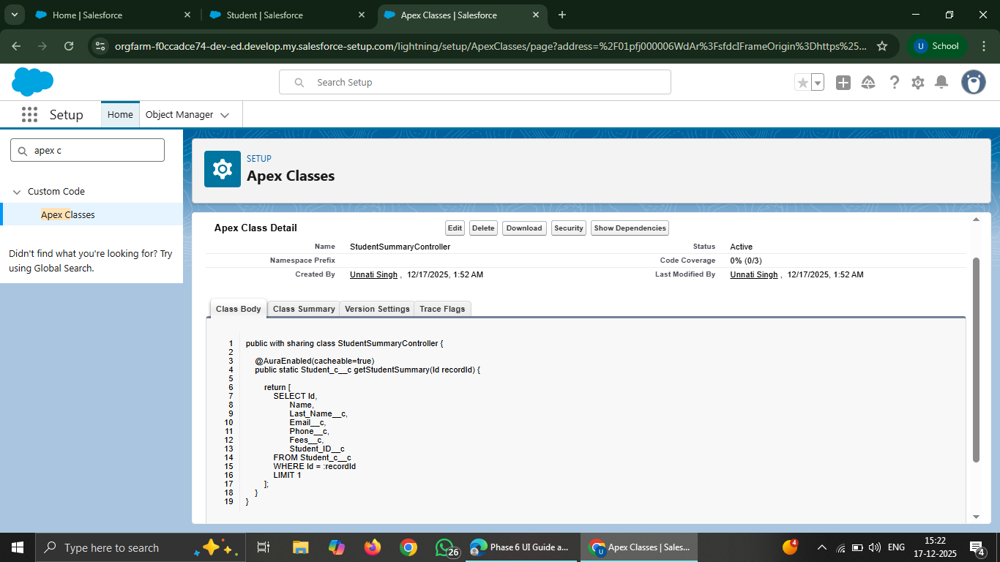 Home | Salesforce
Student | Salesforce
Apex Classes | Salesforce
orgfarm-f0ccadce74-dev-ed.develop.my.salesforce-setup.com/lightning/setup/ApexClasses/page?address=%2F01pfj000006WdAr%3FsfdcIFrameOrigin%3Dhttps%25...
U School
Search Setup
Setup
Home
Object Manager
apex c
Custom Code
Apex Classes
Didn't find what you're looking for? Try
using Global Search.
SETUP
Apex Classes
Apex Class Detail
Edit Delete Download Security Show Dependencies
Name StudentSummaryController Status Active
Namespace Prefix Code Coverage 0% (0/3)
Created By Unnati Singh , 12/17/2025, 1:52 AM Last Modified By Unnati Singh , 12/17/2025, 1:52 AM
Class Body Class Summary Version Settings Trace Flags
1 public with sharing class StudentSummaryController {
2
3 @AuraEnabled(cacheable=true)
4 public static Student_c__c getStudentSummary(Id recordId) {
5
6 return [
7 SELECT Id,
8 Name,
9 Last_Name__c,
10 Email__c,
11 Phone__c,
12 Fees__c,
13 Student_ID__c
14 FROM Student_c__c
15 WHERE Id = :recordId
16 LIMIT 1
17 ];
18 }
19 }
Type here to search
26
Phase 6 UI Guide a...
U
Apex Classes | Sales...
4
ENG
15:22
17-12-2025
4